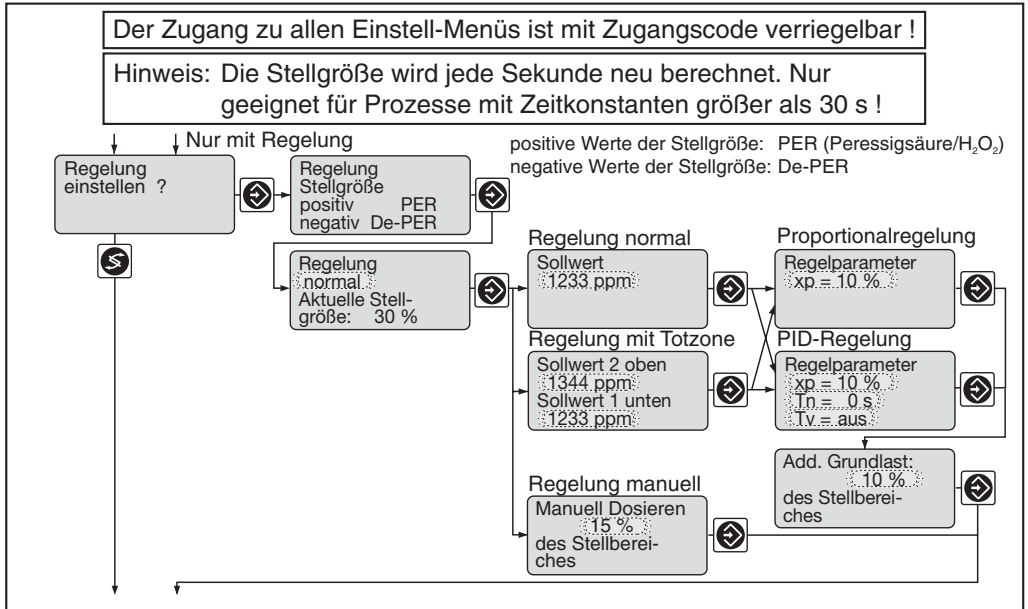 Der Zugang zu allen Einstell-Menüs ist mit Zugangscode verriegelbar !
Hinweis: Die Stellgröße wird jede Sekunde neu berechnet. Nur
geeignet für Prozesse mit Zeitkonstanten größer als 30 s !
Nur mit Regelung
positive Werte der Stellgröße: PER (Peressigsäure/H₂O₂)
negative Werte der Stellgröße: De-PER
Regelung
einstellen ?
Regelung
Stellgröße
positiv PER
negativ De-PER
Regelung
normal
Aktuelle Stell-
größe: 30 %
Regelung normal
Sollwert
1233 ppm
Proportionalregelung
Regelparameter
xp = 10 %
Regelung mit Totzone
Sollwert 2 oben
1344 ppm
Sollwert 1 unten
1233 ppm
PID-Regelung
Regelparameter
xp = 10 %
Tn = 0 s
Tv = aus
Add. Grundlast:
10 %
des Stellberei-
ches
Regelung manuell
Manuell Dosieren
15 %
des Stellberei-
ches